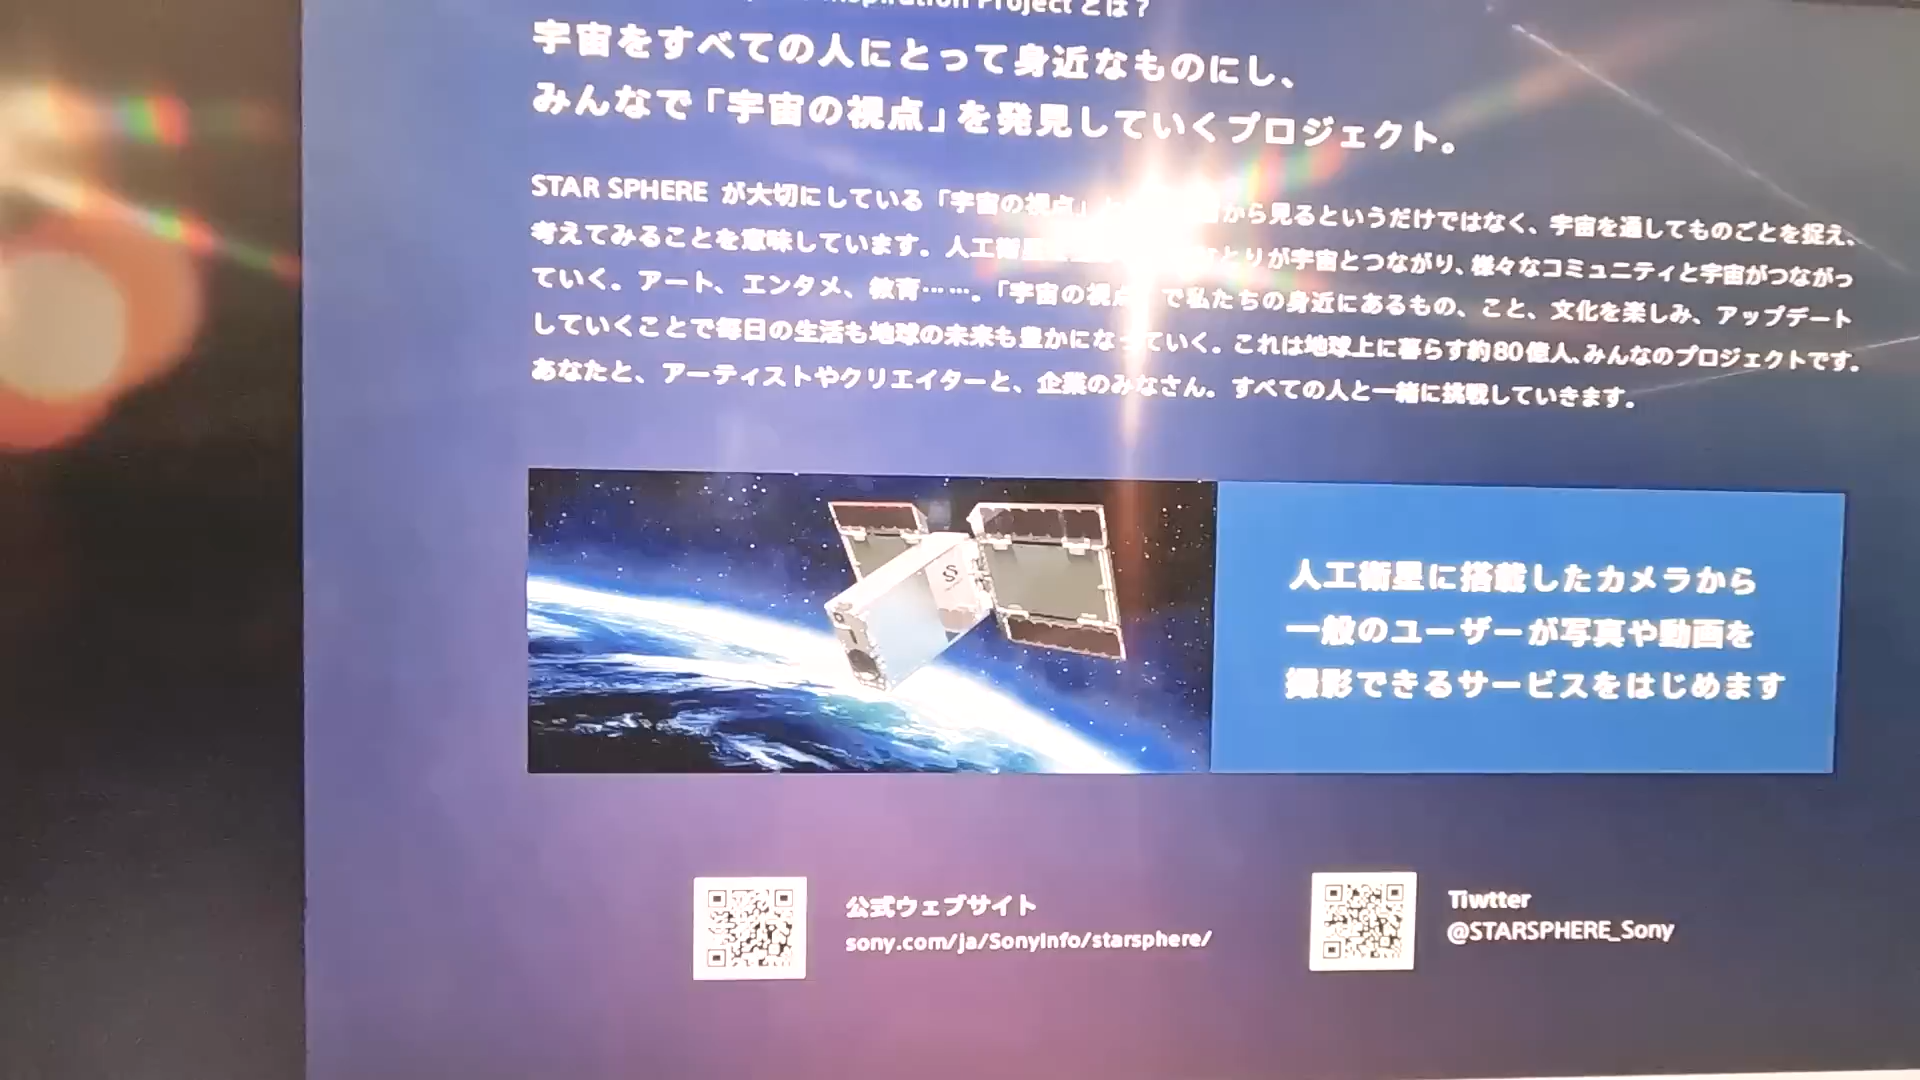 Project とは?
宇宙をすべての人にとって身近なものにし、
みんなで「宇宙の視点」を発見していくプロジェクト。
STAR SPHERE が大切にしている「宇宙の視点」 から見るというだけではなく、宇宙を通してものごとを捉え、
考えてみることを意味しています。人工衛星 とりが宇宙とつながり、様々なコミュニティと宇宙がつながっ
ていく。アート、エンタメ、教育……。「宇宙の視点」で私たちの身近にあるもの、こと、文化を楽しみ、アップデート
していくことで毎日の生活も地球の未来も豊かになっていく。これは地球上に暮らす約80億人、みんなのプロジェクトです。
あなたと、アーティストやクリエイターと、企業のみなさん。すべての人と一緒に挑戦していきます。
S
人工衛星に搭載したカメラから
一般のユーザーが写真や動画を
撮影できるサービスをはじめます
公式ウェブサイト
sony.com/ja/SonyInfo/starsphere/
Tiwtter
@STARSPHERE_Sony